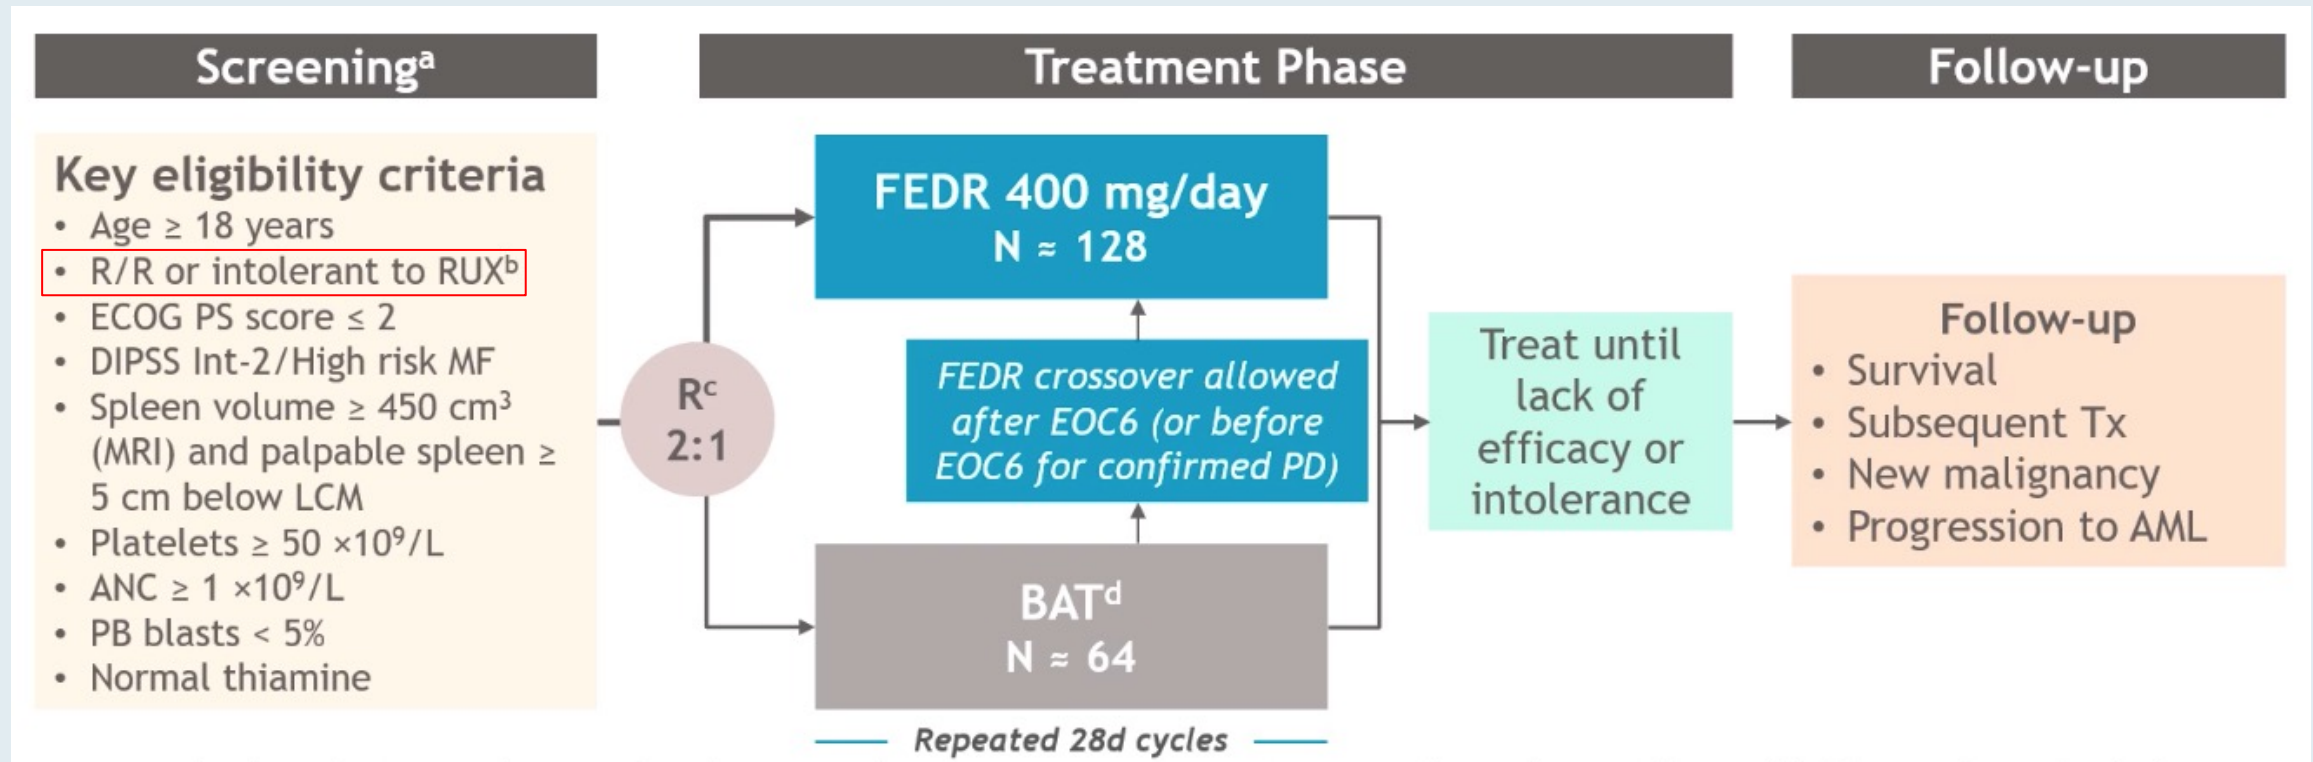 Screeningᵃ
Key eligibility criteria
• Age ≥ 18 years
• R/R or intolerant to RUXᵇ
• ECOG PS score ≤ 2
• DIPSS Int-2/High risk MF
• Spleen volume ≥ 450 cm³
(MRI) and palpable spleen ≥
5 cm below LCM
• Platelets ≥ 50 ×10⁹/L
• ANC ≥ 1 ×10⁹/L
• PB blasts < 5%
• Normal thiamine
Rᶜ
2:1
Treatment Phase
FEDR 400 mg/day
N ≈ 128
FEDR crossover allowed
after EOC6 (or before
EOC6 for confirmed PD)
BATᵈ
N ≈ 64
Repeated 28d cycles
Treat until
lack of
efficacy or
intolerance
Follow-up
Follow-up
• Survival
• Subsequent Tx
• New malignancy
• Progression to AML